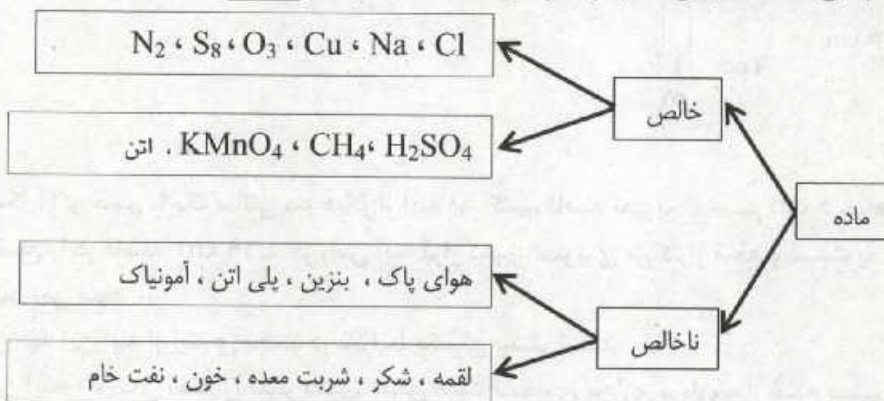 N₂ ، S₈ ، O₃ ، Cu ، Na ، Cl
خالص
اتن ، KMnO₄ ، CH₄ ، H₂SO₄
ماده
هوای پاک ، بنزین ، پلی اتن ، آمونیاک
ناخالص
لقمه ، شکر ، شربت معده ، خون ، نفت خام